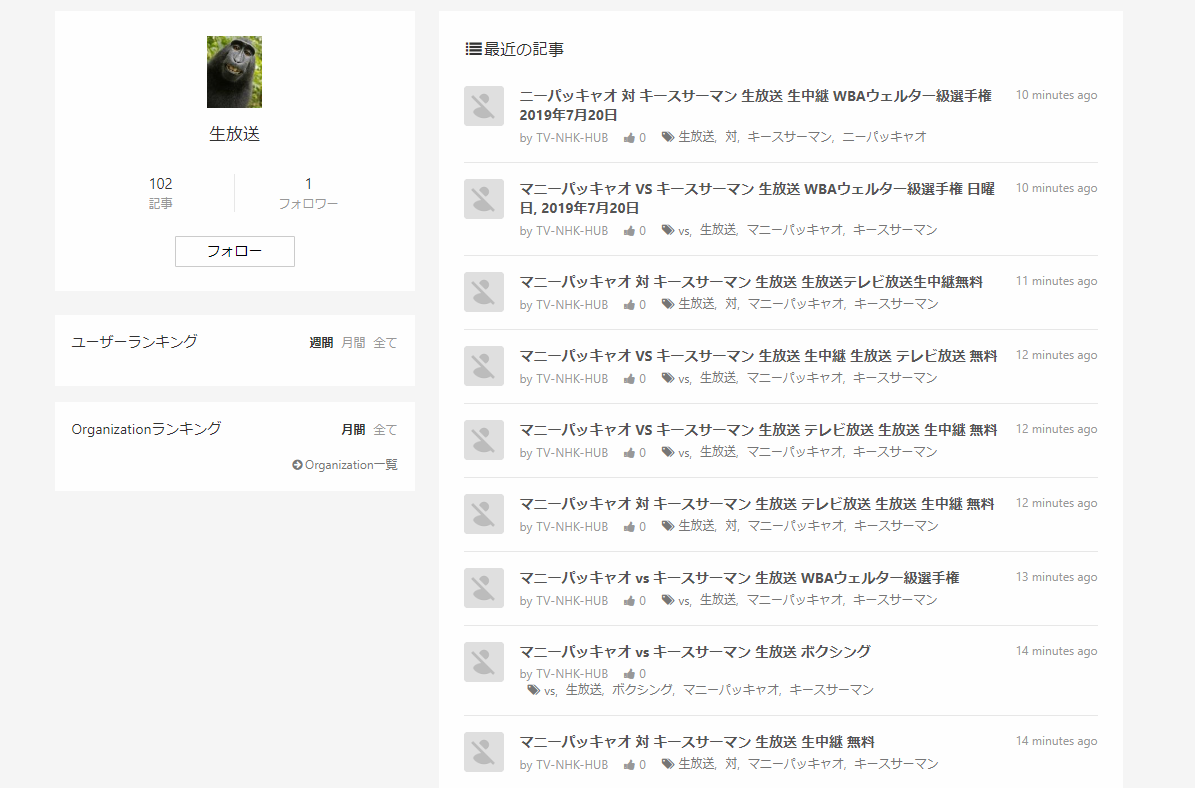 生放送
102
記事
1
フォロワー
フォロー
ユーザーランキング
週間 月間 全て
Organizationランキング
月間 全て
Organization一覧
最近の記事
ニーパッキャオ 対 キースサーマン 生放送 生中継 WBAウェルター級選手権
2019年7月20日
10 minutes ago
by TV-NHK-HUB 0 生放送, 対, キースサーマン, ニーパッキャオ
マニーパッキャオ VS キースサーマン 生放送 WBAウェルター級選手権 日曜
日, 2019年7月20日
10 minutes ago
by TV-NHK-HUB 0 vs, 生放送, マニーパッキャオ, キースサーマン
マニーパッキャオ 対 キースサーマン 生放送 生放送テレビ放送生中継無料
11 minutes ago
by TV-NHK-HUB 0 生放送, 対, マニーパッキャオ, キースサーマン
マニーパッキャオ VS キースサーマン 生放送 生中継 生放送 テレビ放送 無料
12 minutes ago
by TV-NHK-HUB 0 vs, 生放送, マニーパッキャオ, キースサーマン
マニーパッキャオ VS キースサーマン 生放送 テレビ放送 生放送 生中継 無料
12 minutes ago
by TV-NHK-HUB 0 vs, 生放送, マニーパッキャオ, キースサーマン
マニーパッキャオ 対 キースサーマン 生放送 テレビ放送 生放送 生中継 無料
12 minutes ago
by TV-NHK-HUB 0 生放送, 対, マニーパッキャオ, キースサーマン
マニーパッキャオ vs キースサーマン 生放送 WBAウェルター級選手権
13 minutes ago
by TV-NHK-HUB 0 vs, 生放送, マニーパッキャオ, キースサーマン
マニーパッキャオ vs キースサーマン 生放送 ボクシング
14 minutes ago
by TV-NHK-HUB 0
vs, 生放送, ボクシング, マニーパッキャオ, キースサーマン
マニーパッキャオ 対 キースサーマン 生放送 生中継 無料
14 minutes ago
by TV-NHK-HUB 0 生放送, 対, マニーパッキャオ, キースサーマン